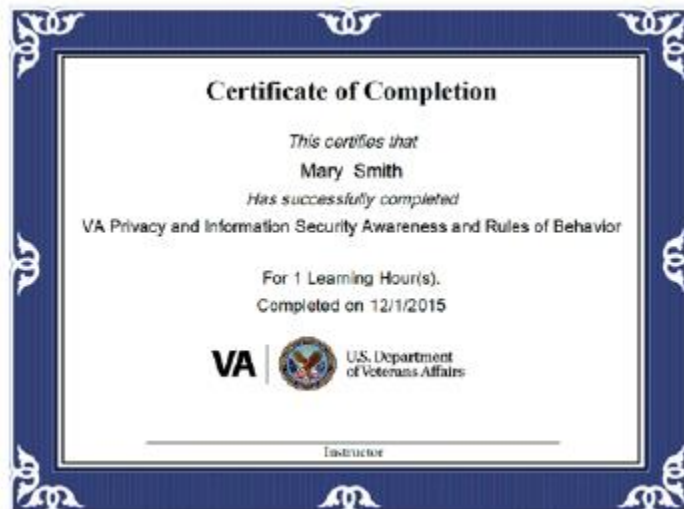 Certificate of Completion
This certifies that
Mary Smith
Has successfully completed
VA Privacy and Information Security Awareness and Rules of Behavior
For 1 Learning Hour(s).
Completed on 12/1/2015
VA
U.S. Department
of Veterans Affairs
Instructor